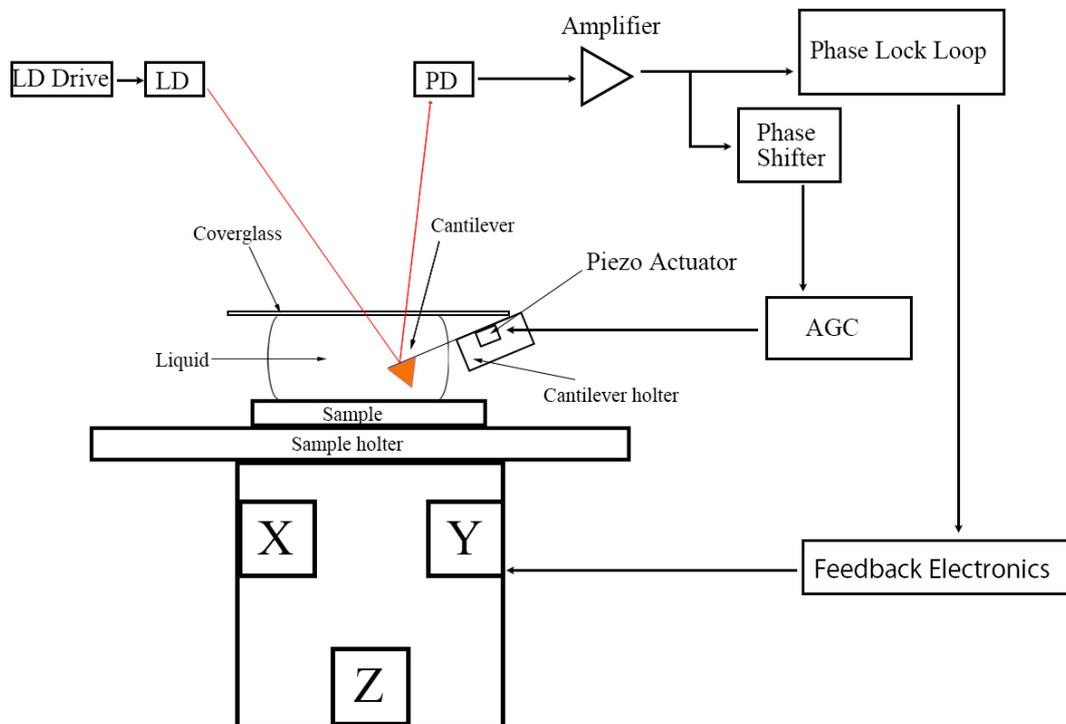 Amplifier
LD Drive
LD
PD
Phase Lock Loop
Phase
Shifter
Coverglass
Cantilever
Piezo Actuator
AGC
Liquid
Cantilever holter
Sample
Sample holter
X
Y
Feedback Electronics
Z